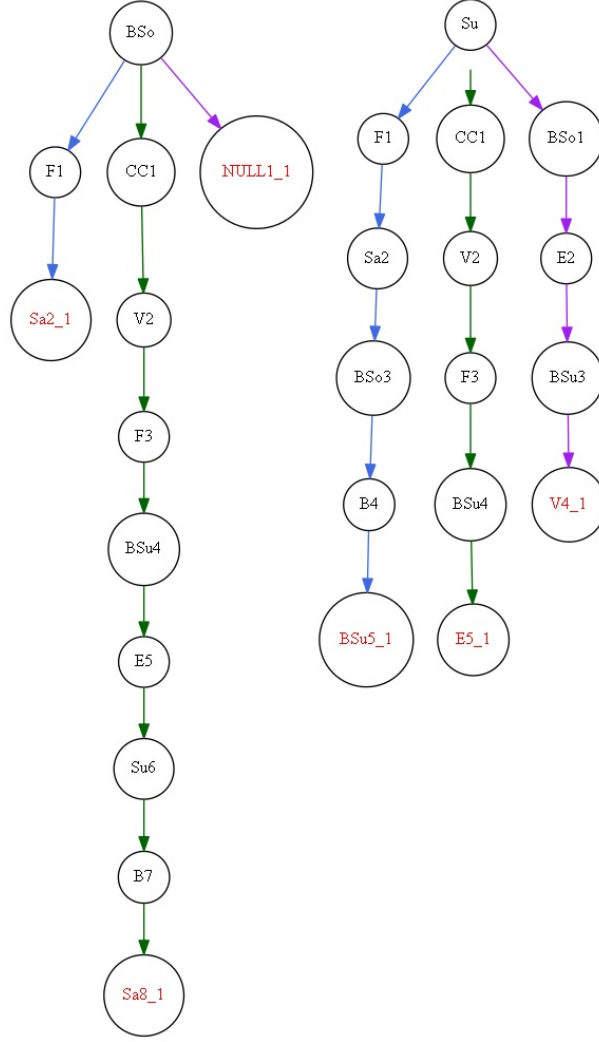 BSo
F1
CC1
NULL1_1
Sa2_1
V2
F3
BSu4
E5
Su6
B7
Sa8_1
Su
F1
CC1
BSo1
Sa2
V2
E2
BSo3
F3
BSu3
B4
BSu4
V4_1
BSu5_1
E5_1